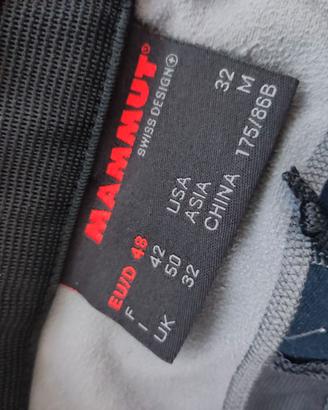 MAMMUT®
SWISS DESIGN
EU/D 48 USA 32
F 42 ASIA M
I 50 CHINA 175/86B
UK 32